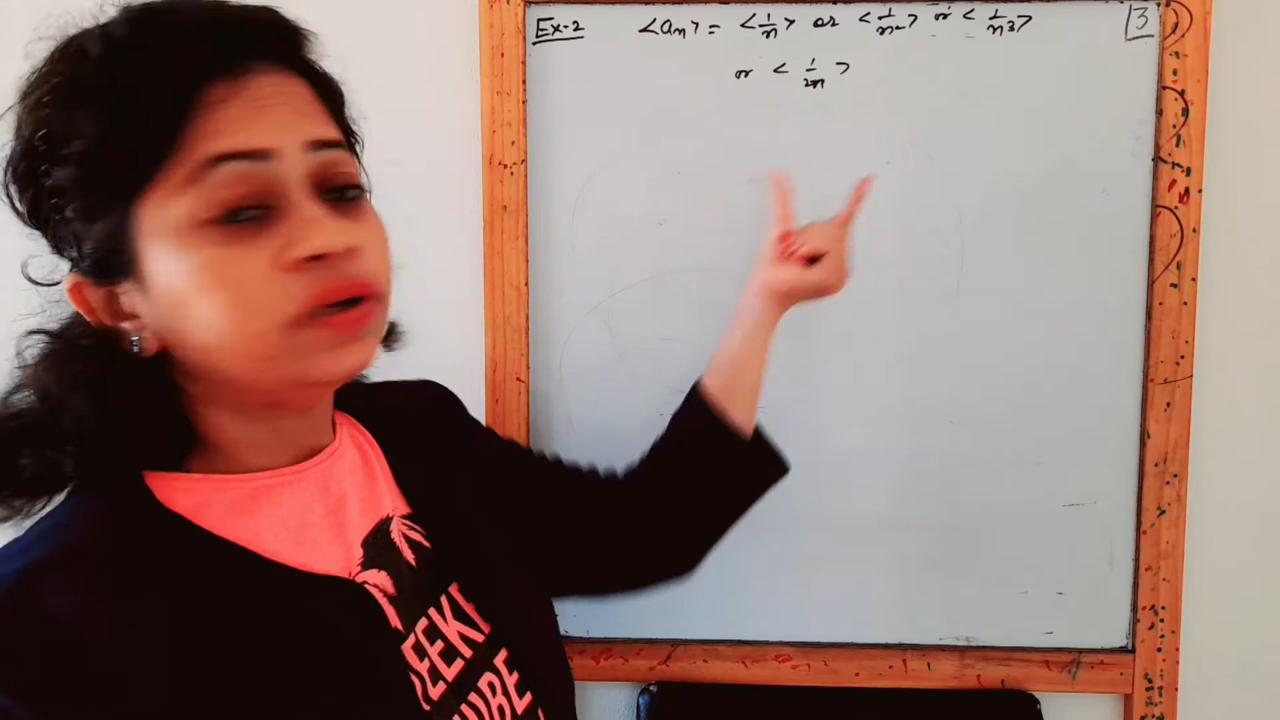 Ex-2 <an> = <1/n> or <1/n²> or <1/n³> 3
or <1/2n>